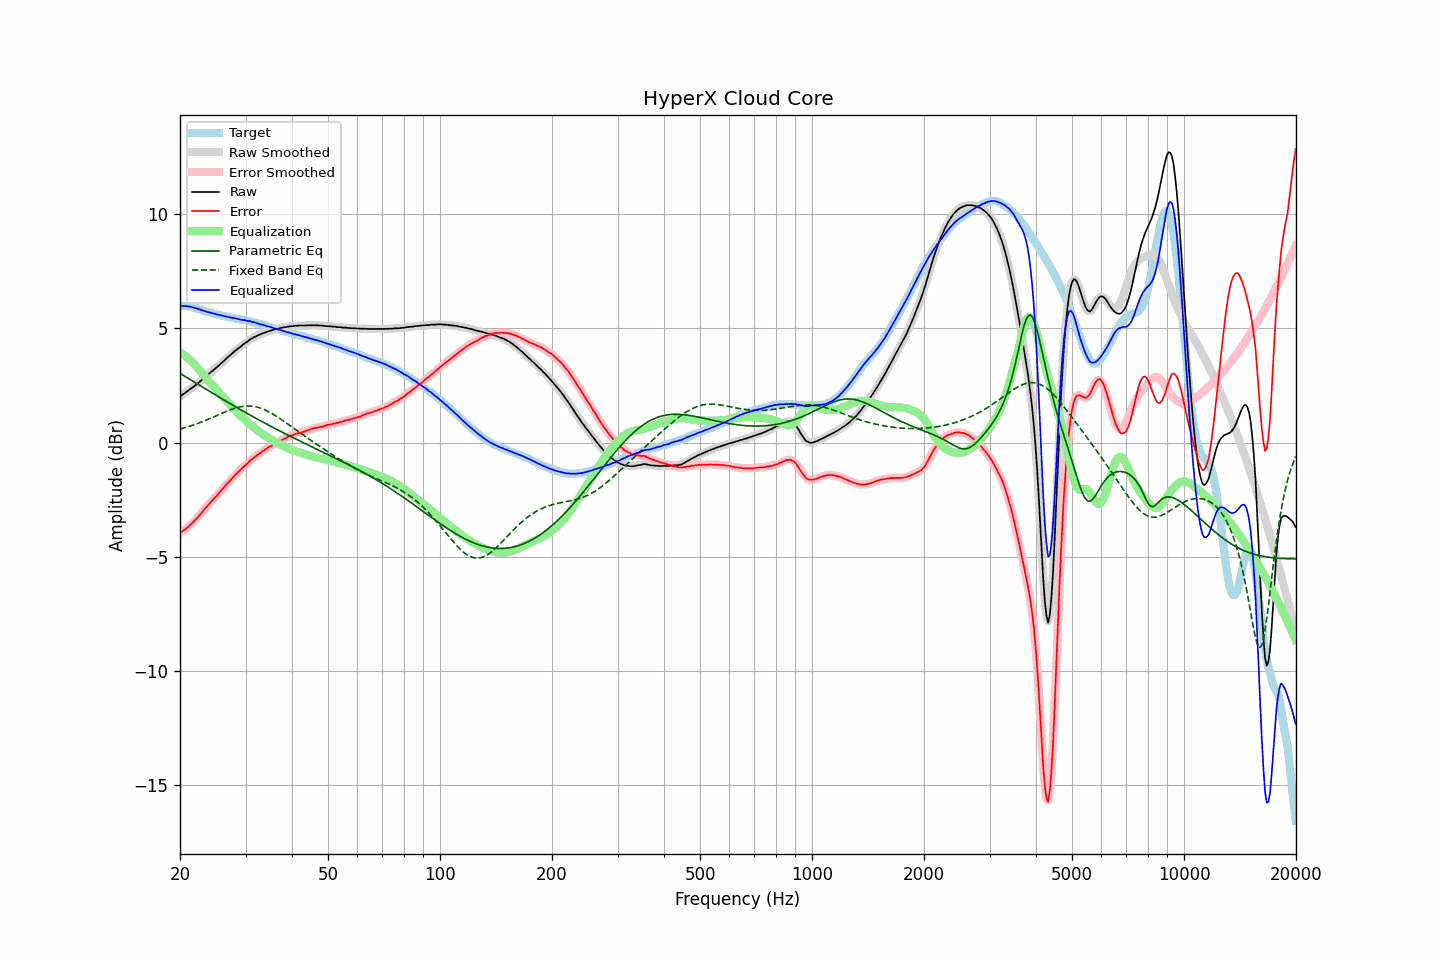 HyperX Cloud Core
Target
Raw Smoothed
Error Smoothed
Raw
Error
Equalization
Parametric Eq
Fixed Band Eq
Equalized
10
5
0
−5
−10
−15
Amplitude (dBr)
20
50
100
200
500
1000
2000
5000
10000
20000
Frequency (Hz)